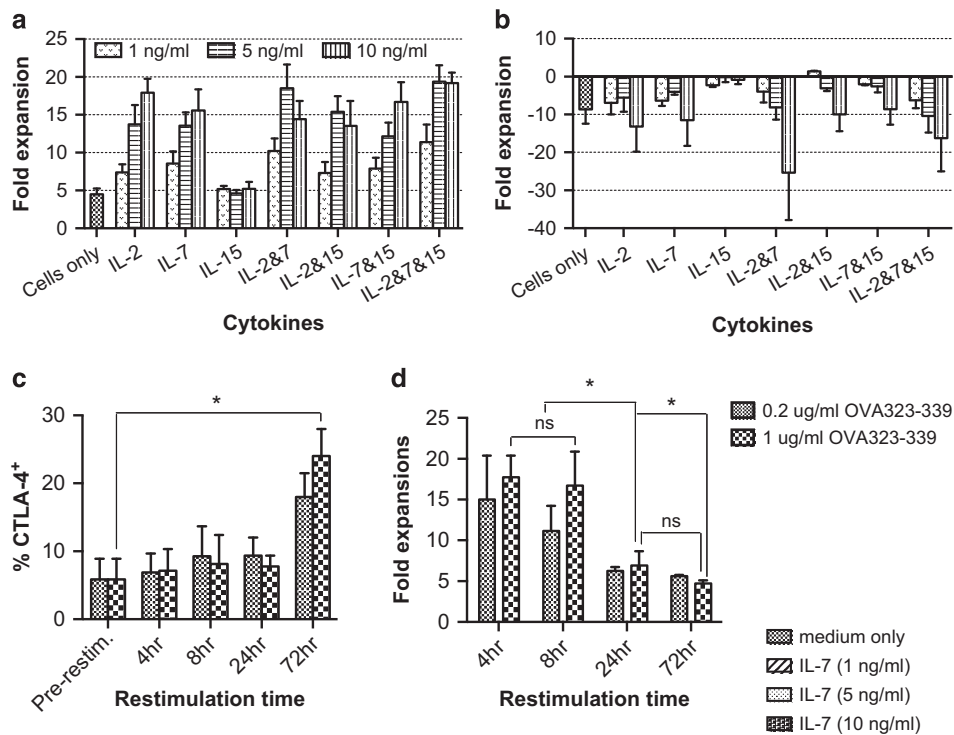 a
1 ng/ml 5 ng/ml 10 ng/ml
Fold expansion
25
20
15
10
5
0
Cells only
IL-2
IL-7
IL-15
IL-2&7
IL-2&15
IL-7&15
IL-2&7&15
Cytokines
b
Fold expansion
10
0
-10
-20
-30
-40
Cells only
IL-2
IL-7
IL-15
IL-2&7
IL-2&15
IL-7&15
IL-2&7&15
Cytokines
c
% CTLA-4+
30
20
10
0
*
Pre-restim.
4hr
8hr
24hr
72hr
Restimulation time
d
Fold expansions
25
20
15
10
5
0
ns
*
*
ns
4hr
8hr
24hr
72hr
Restimulation time
0.2 ug/ml OVA323-339
1 ug/ml OVA323-339
medium only
IL-7 (1 ng/ml)
IL-7 (5 ng/ml)
IL-7 (10 ng/ml)